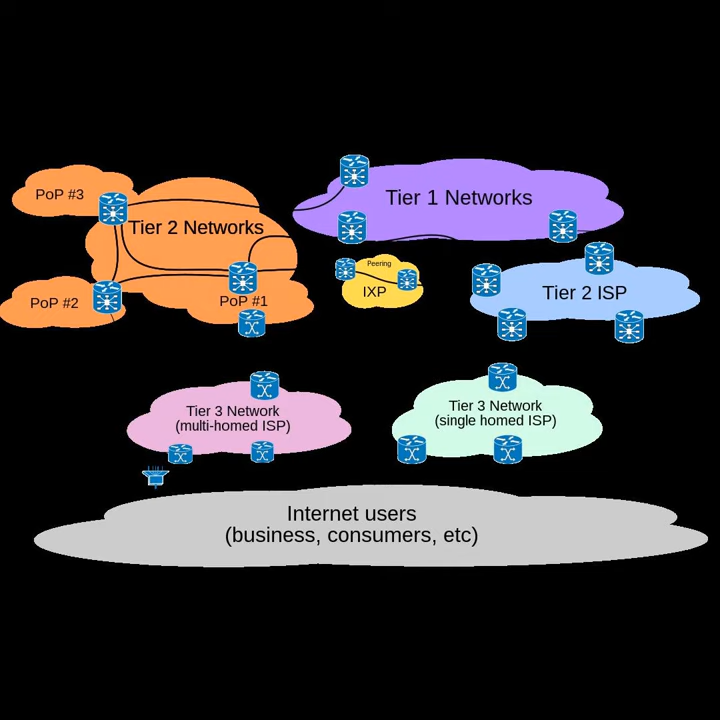 PoP #3
Tier 2 Networks
PoP #2
PoP #1
Tier 1 Networks
Peering
IXP
Tier 2 ISP
Tier 3 Network
(multi-homed ISP)
Tier 3 Network
(single homed ISP)
Internet users
(business, consumers, etc)